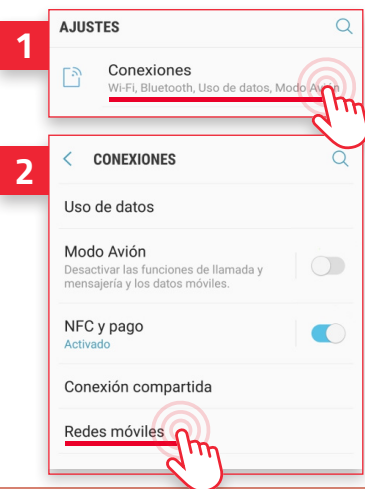 1
AJUSTES
Conexiones
Wi-Fi, Bluetooth, Uso de datos, Modo Avión
2
< CONEXIONES
Uso de datos
Modo Avión
Desactivar las funciones de llamada y
mensajería y los datos móviles.
NFC y pago
Activado
Conexión compartida
Redes móviles